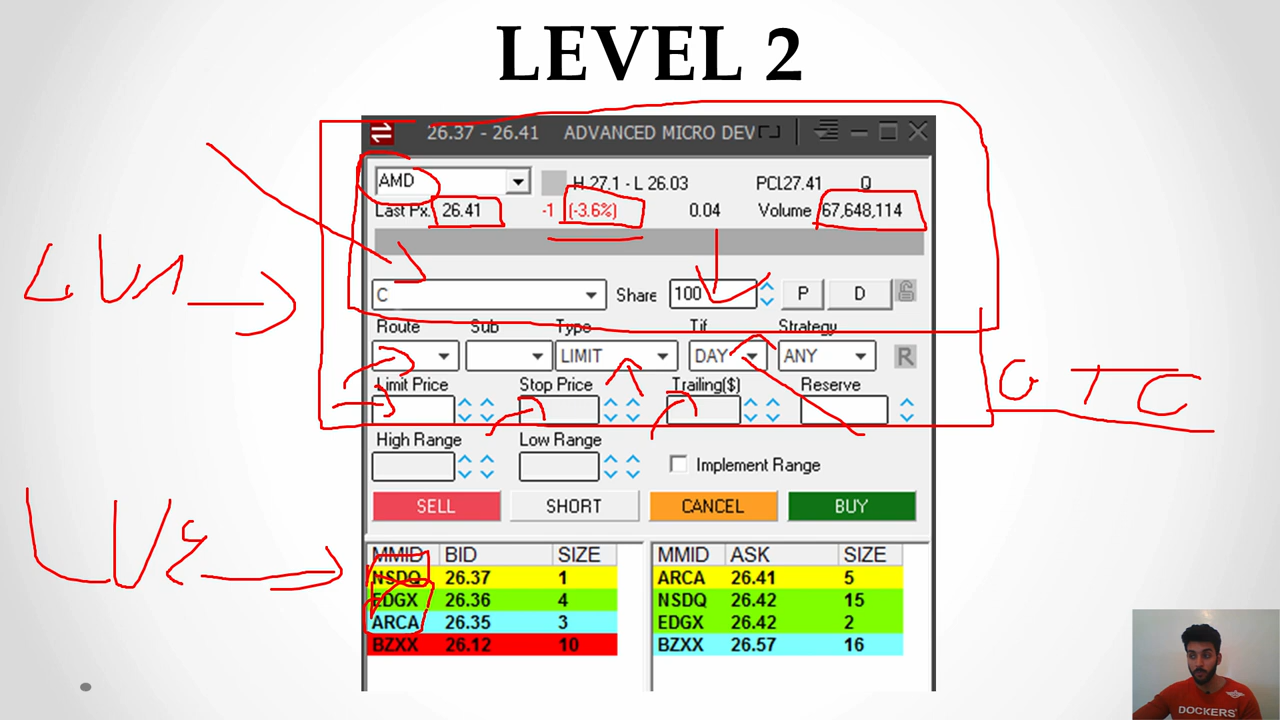 LEVEL 2
26.37 - 26.41 ADVANCED MICRO DEV
AMD H 27.1 - L 26.03 PCL27.41 Q
Last Px. 26.41 -1 (-3.6%) 0.04 Volume 67,648,114
C Share 100 P D
Route Sub Type Tif Strategy
LIMIT DAY ANY R
Limit Price Stop Price Trailing($) Reserve
High Range Low Range
Implement Range
SELL SHORT CANCEL BUY
MMID BID SIZE MMID ASK SIZE
NSDQ 26.37 1 ARCA 26.41 5
EDGX 26.36 4 NSDQ 26.42 15
ARCA 26.35 3 EDGX 26.42 2
BZXX 26.12 10 BZXX 26.57 16
LV1
GTC
LV2
DOCKERS